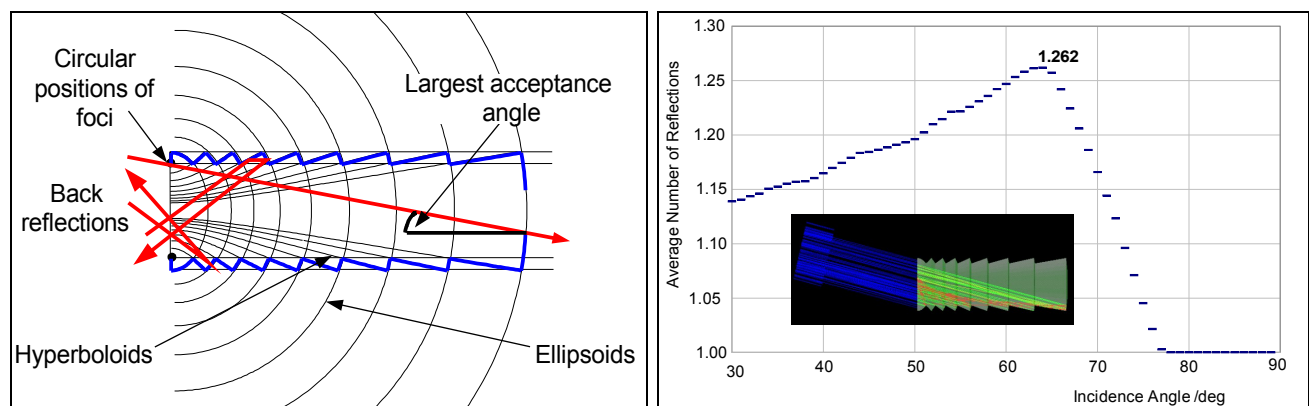 Circular
positions of
foci
Largest acceptance
angle
Back
reflections
Hyperboloids
Ellipsoids
1.30
1.25
1.20
1.15
1.10
1.05
1.00
Average Number of Reflections
1.262
30
40
50
60
70
80
90
Incidence Angle /deg